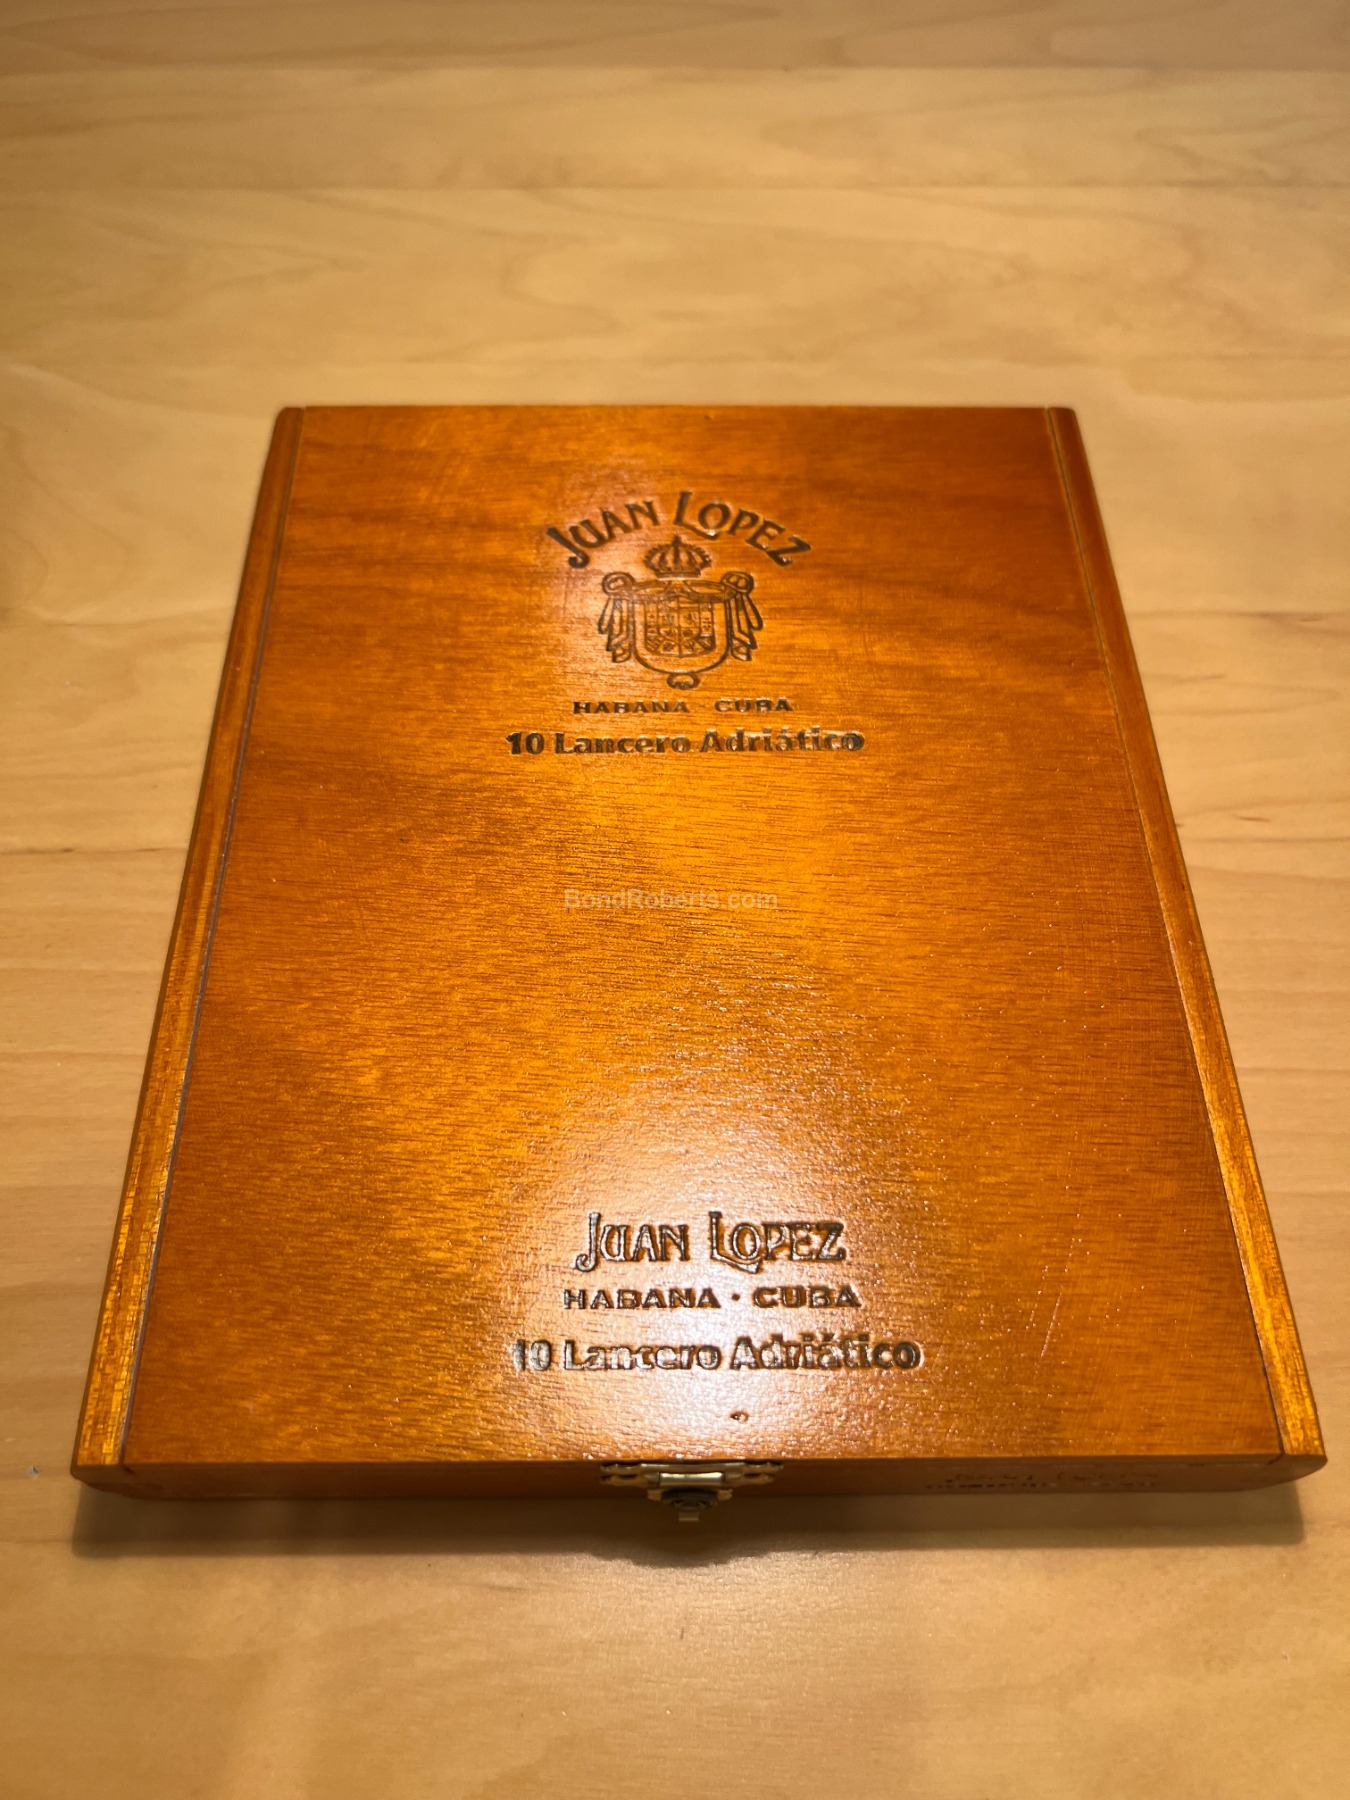 JUAN LOPEZ
HABANA · CUBA
10 Lancero Adriático
BondRoberts.com
JUAN LOPEZ
HABANA · CUBA
10 Lancero Adriático